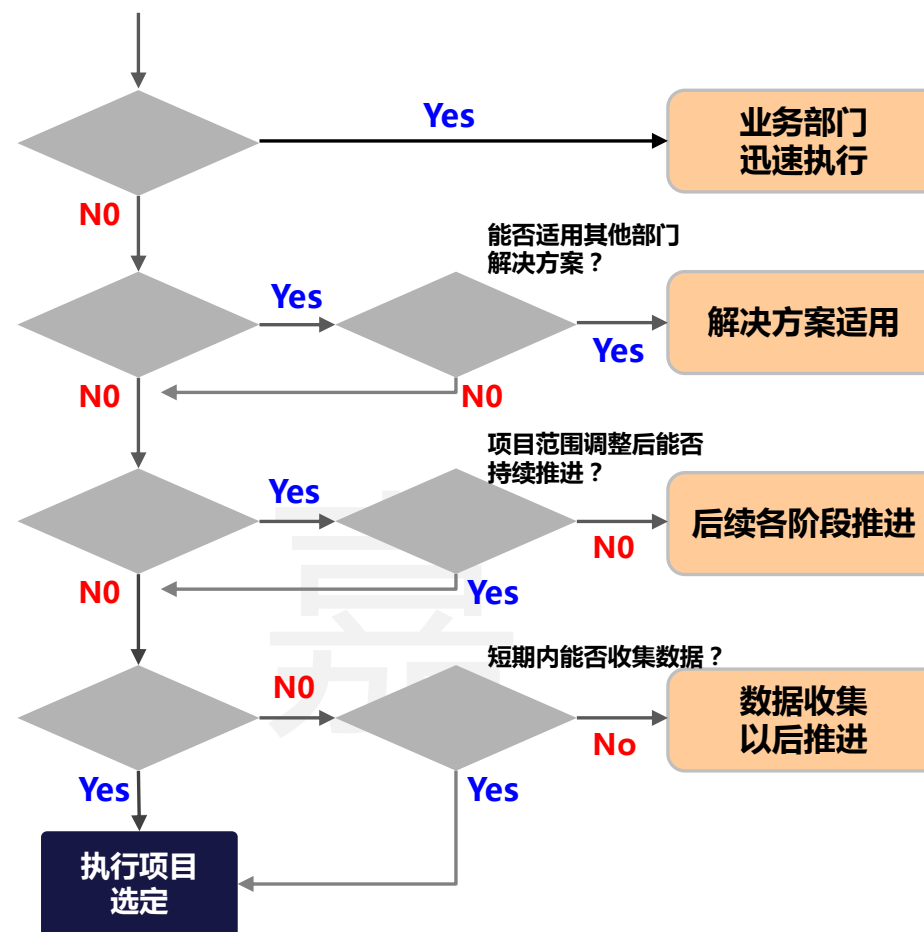 Yes
业务部门
迅速执行
N0
能否适用其他部门
解决方案？
Yes
解决方案适用
Yes
N0
N0
项目范围调整后能否
持续推进？
Yes
后续各阶段推进
N0
N0
Yes
短期内能否收集数据？
N0
数据收集
以后推进
No
Yes
Yes
执行项目
选定